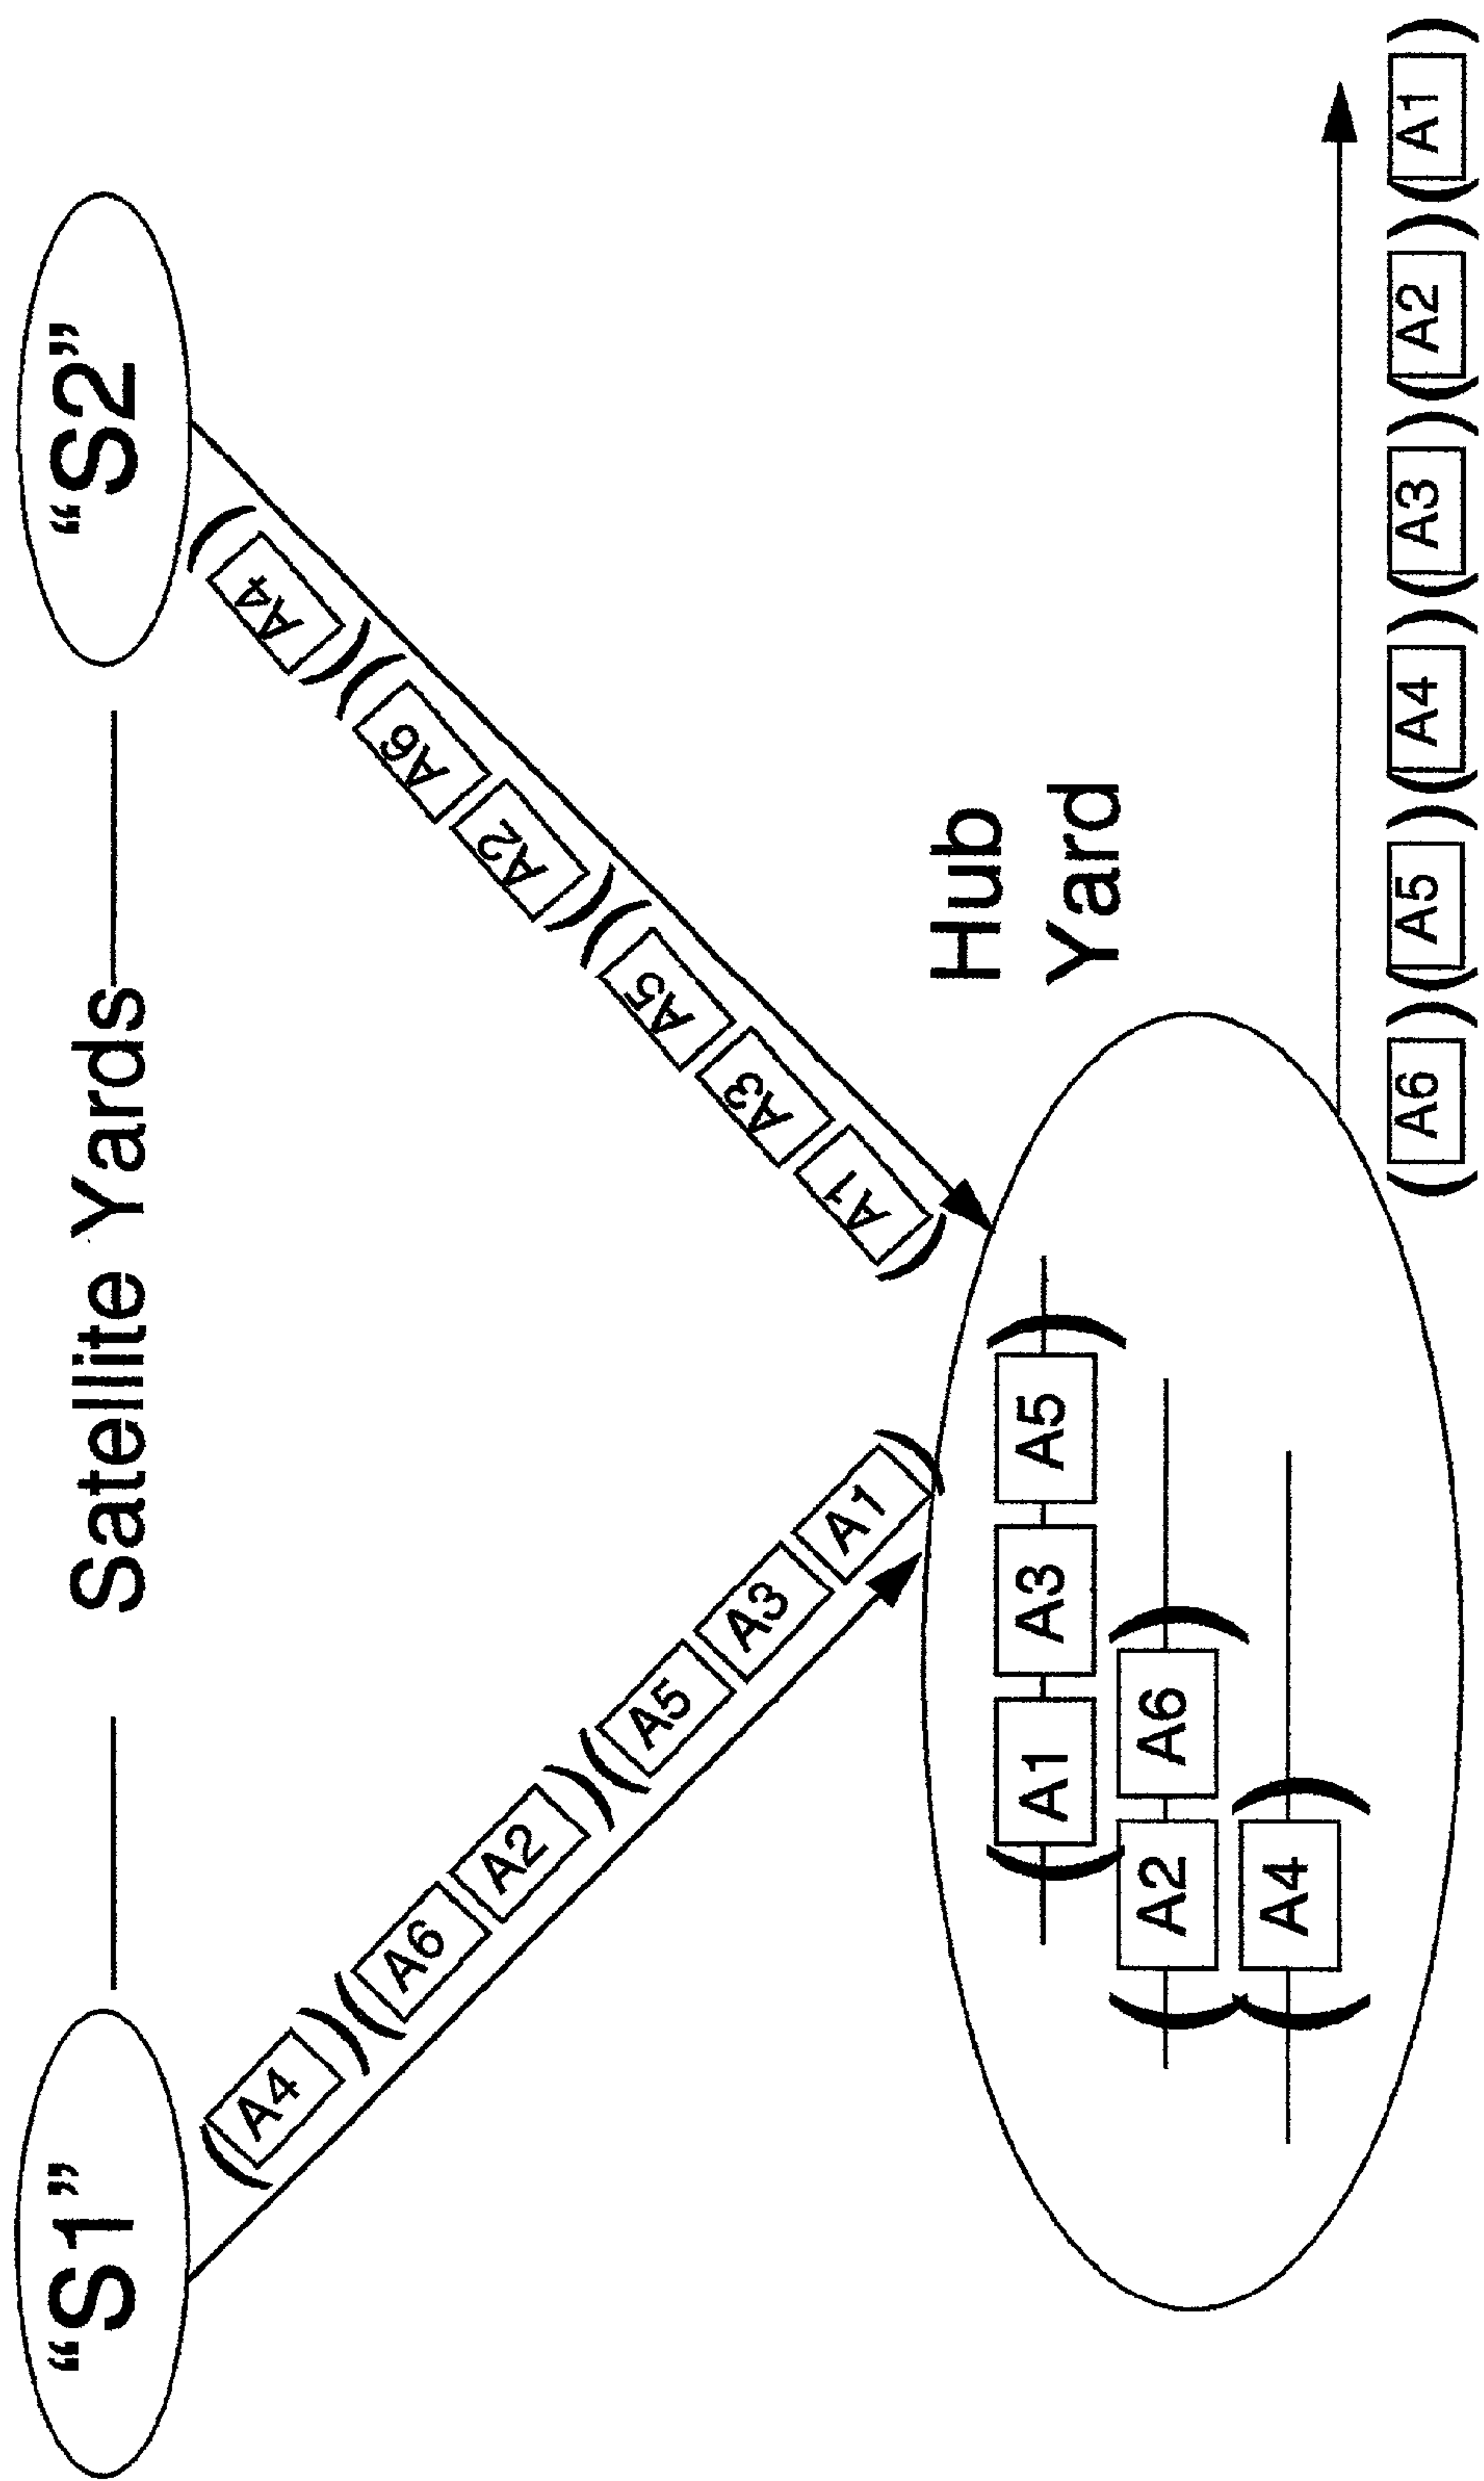 “S1”
Satellite Yards
“S2”
(A4)(A6 A2)(A5 A3 A1)
(A4)(A6 A2)(A5 A3 A1)
Hub
Yard
(A1 A3 A5)
(A2 A6)
(A4)
(A6)(A5)(A4)(A3)(A2)(A1)